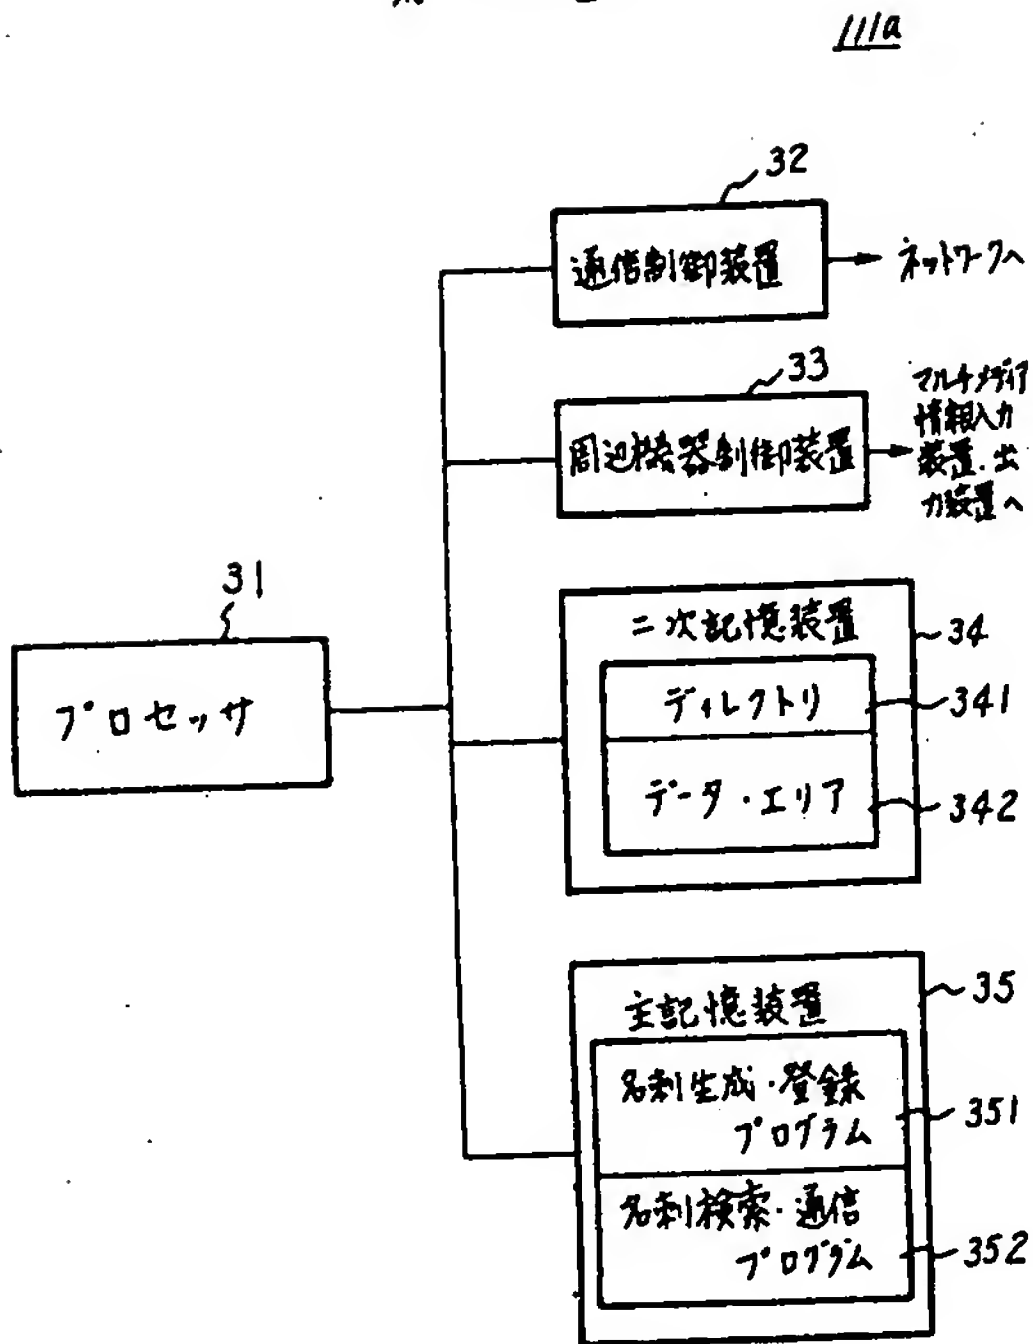 111a
32
通信制御装置
ネットワークへ
33
周辺機器制御装置
マルチメディア
情報入力
装置・出
力装置へ
31
プロセッサ
二次記憶装置
34
ディレクトリ
341
データ・エリア
342
主記憶装置
35
名刺生成・登録
プログラム
351
名刺検索・通信
プログラム
352